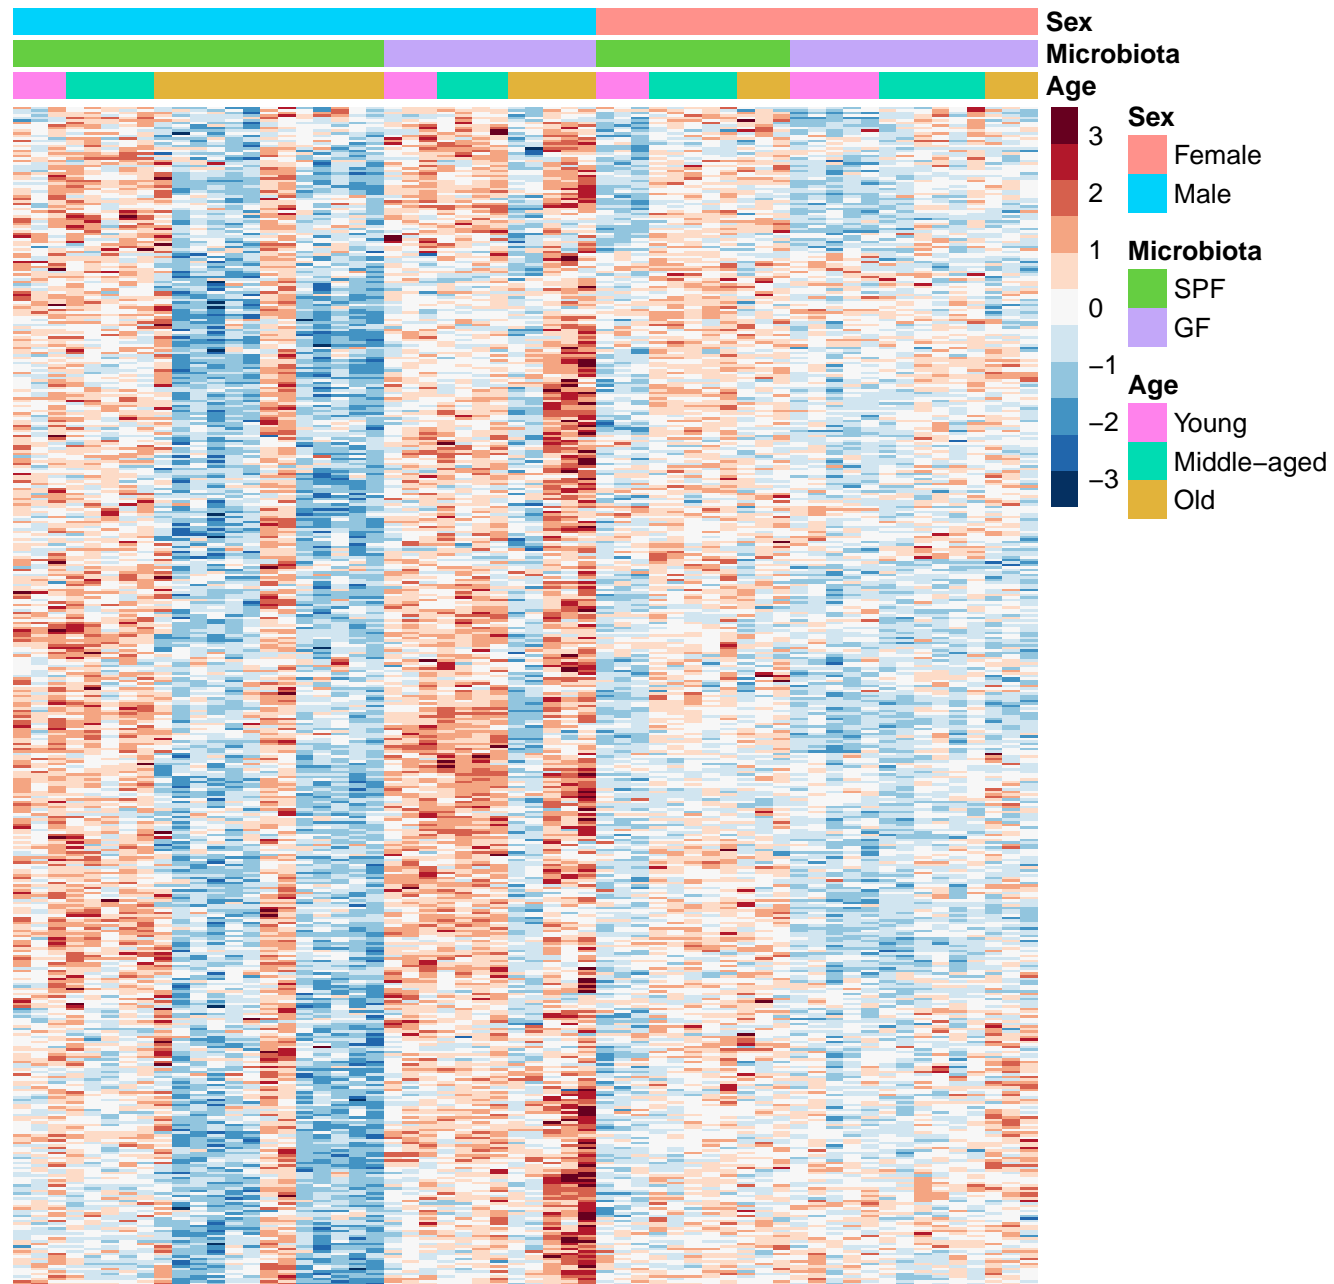 Sex
Microbiota
Age
3
2
1
0
−1
−2
−3
Sex
Female
Male
Microbiota
SPF
GF
Age
Young
Middle−aged
Old